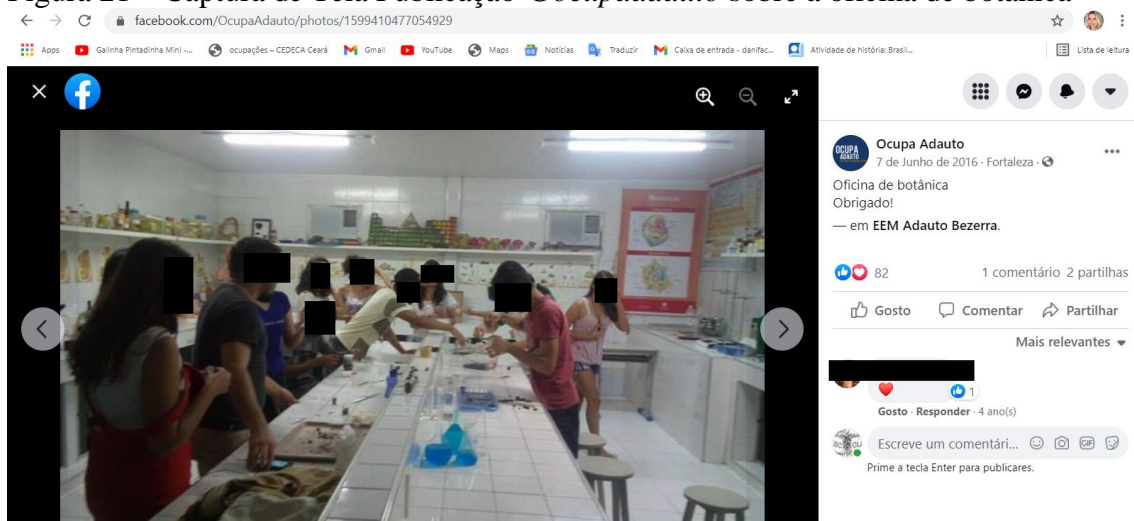 Figura 21 – Captura de Tela Publicação @ocupaadauto sobre a oficina de botânica
facebook.com/OcupaAdauto/photos/1599410477054929
Apps Galinha Pintadinha Mini -... ocupações – CEDECA Ceará Gmail YouTube Maps Notícias Traduzir Caixa de entrada - danifac... Atividade de história: Brasil... Lista de leitura
OCUPA ADAUTO
Ocupa Adauto
7 de Junho de 2016 · Fortaleza ·
Oficina de botânica
Obrigado!
— em EEM Adauto Bezerra.
82 1 comentário 2 partilhas
Gosto Comentar Partilhar
Mais relevantes
1
Gosto · Responder · 4 ano(s)
Escreve um comentári... GIF
Prime a tecla Enter para publicares.